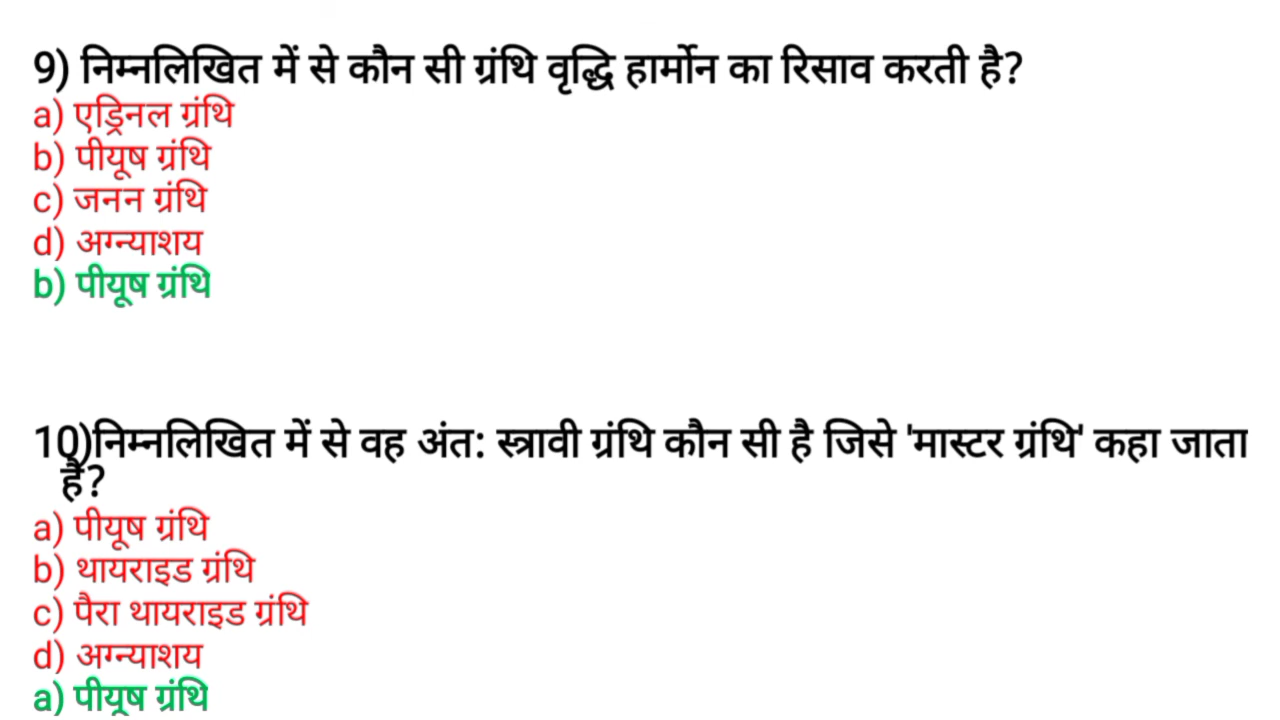 9) निम्नलिखित में से कौन सी ग्रंथि वृद्धि हार्मोन का रिसाव करती है?
a) एड्रिनल ग्रंथि
b) पीयूष ग्रंथि
c) जनन ग्रंथि
d) अग्न्याशय
b) पीयूष ग्रंथि
10)निम्नलिखित में से वह अंत: स्त्रावी ग्रंथि कौन सी है जिसे 'मास्टर ग्रंथि' कहा जाता
है?
a) पीयूष ग्रंथि
b) थायराइड ग्रंथि
c) पैरा थायराइड ग्रंथि
d) अग्न्याशय
a) पीयूष ग्रंथि